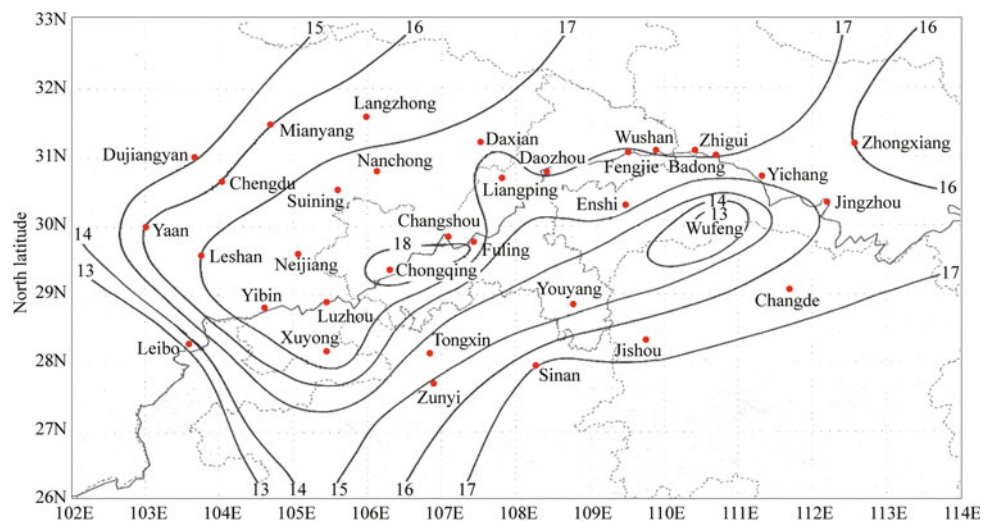 33N
15
16
17
17
16
32N
Langzhong
Mianyang
Daxian
Wushan
Zhigui
Zhongxiang
Dujiangyan
31N
Nanchong
Daozhou
Fengjie
Badong
Yichang
Chengdu
Suining
Liangping
16
Enshi
14
Jingzhou
30N
14
Yaan
Changshou
13
Wufeng
North latitude
18
Fuling
13
Leshan
Neijiang
Chongqing
17
29N
Yibin
Youyang
Changde
Luzhou
Xuyong
Tongxin
Leibo
Jishou
28N
Sinan
Zunyi
27N
13
14
15
16
17
26N
102E
103E
104E
105E
106E
107E
108E
109E
110E
111E
112E
113E
114E